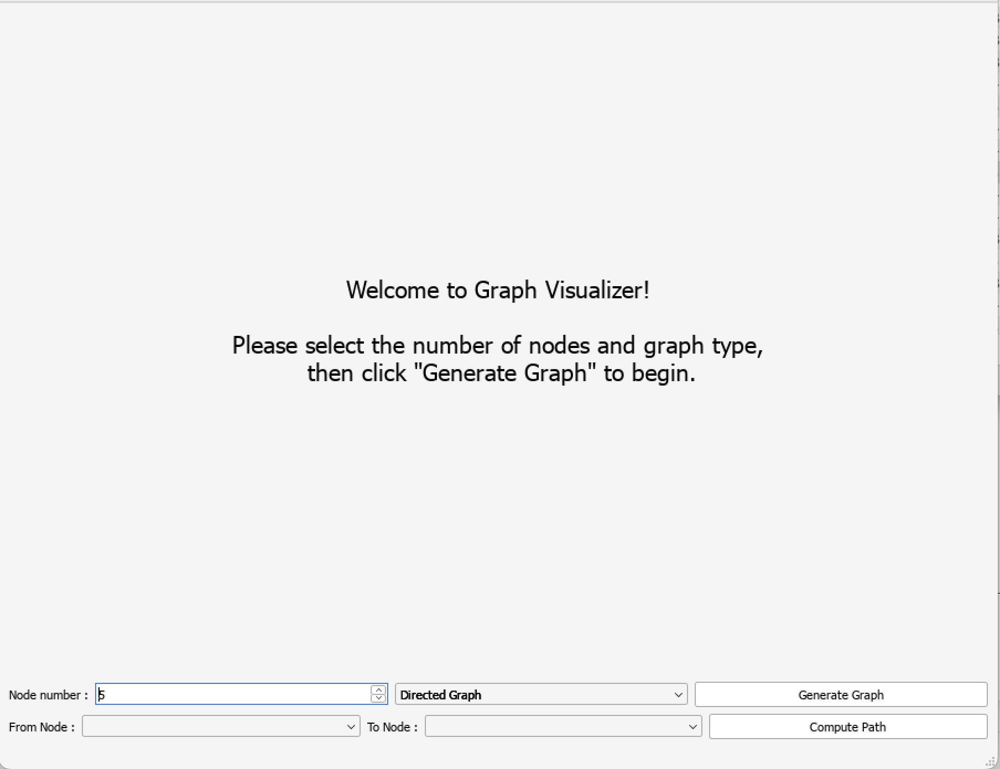 Welcome to Graph Visualizer!
Please select the number of nodes and graph type,
then click "Generate Graph" to begin.
Node number : 5 Directed Graph Generate Graph
From Node : To Node : Compute Path